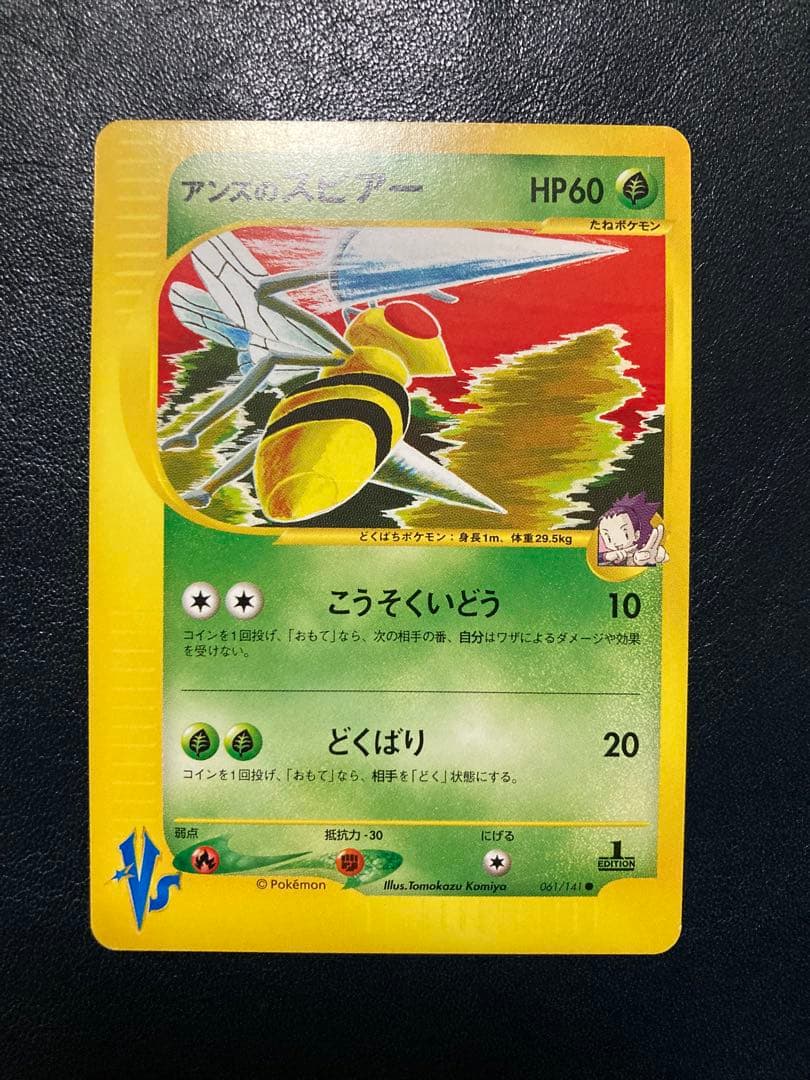 アンズのスピアー HP60
たねポケモン
どくばちポケモン：身長1m、体重29.5kg
こうそくいどう 10
コインを1回投げ、「おもて」なら、次の相手の番、自分はワザによるダメージや効果
を受けない。
どくばり 20
コインを1回投げ、「おもて」なら、相手を「どく」状態にする。
弱点 抵抗力-30 にげる
1
EDITION
VS
©Pokémon Illus.Tomokazu Komiya 061/141